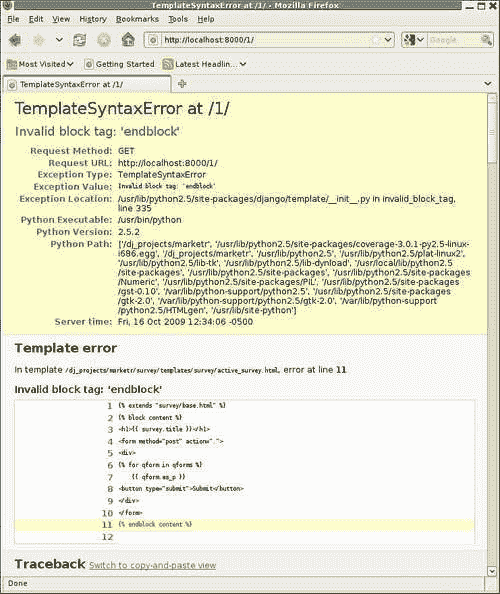 TemplateSyntaxError at /1/ - Mozilla Firefox
File Edit View History Bookmarks Tools Help
http://localhost:8000/1/
Google
Most Visited Getting Started Latest Headlin...
TemplateSyntaxError at /1/
TemplateSyntaxError at /1/
Invalid block tag: 'endblock'
Request Method: GET
Request URL: http://localhost:8000/1/
Exception Type: TemplateSyntaxError
Exception Value: Invalid block tag: 'endblock'
Exception Location: /usr/lib/python2.5/site-packages/django/template/__init__.py in invalid_block_tag,
line 335
Python Executable: /usr/bin/python
Python Version: 2.5.2
Python Path: ['/dj_projects/marketr', '/usr/lib/python2.5/site-packages/coverage-3.0.1-py2.5-linux-
i686.egg', '/dj_projects/marketr', '/usr/lib/python2.5', '/usr/lib/python2.5/plat-linux2',
'/usr/lib/python2.5/lib-tk', '/usr/lib/python2.5/lib-dynload', '/usr/local/lib/python2.5
/site-packages', '/usr/lib/python2.5/site-packages', '/usr/lib/python2.5/site-packages
/Numeric', '/usr/lib/python2.5/site-packages/PIL', '/usr/lib/python2.5/site-packages
/gst-0.10', '/var/lib/python-support/python2.5', '/usr/lib/python2.5/site-packages
/gtk-2.0', '/var/lib/python-support/python2.5/gtk-2.0', '/var/lib/python-support
/python2.5/HTMLgen', '/usr/lib/site-python']
Server time: Fri, 16 Oct 2009 12:34:06 -0500
Template error
In template /dj_projects/marketr/survey/templates/survey/active_survey.html, error at line 11
Invalid block tag: 'endblock'
1 {% extends "survey/base.html" %}
2 {% block content %}
3 <h1>{{ survey.title }}</h1>
4 <form method="post" action=".">
5 <div>
6 {% for qform in qforms %}
7 {{ qform.as_p }}
8 <button type="submit">Submit</button>
9 </div>
10 </form>
11 {% endblock content %}
12
Traceback Switch to copy-and-paste view
Done